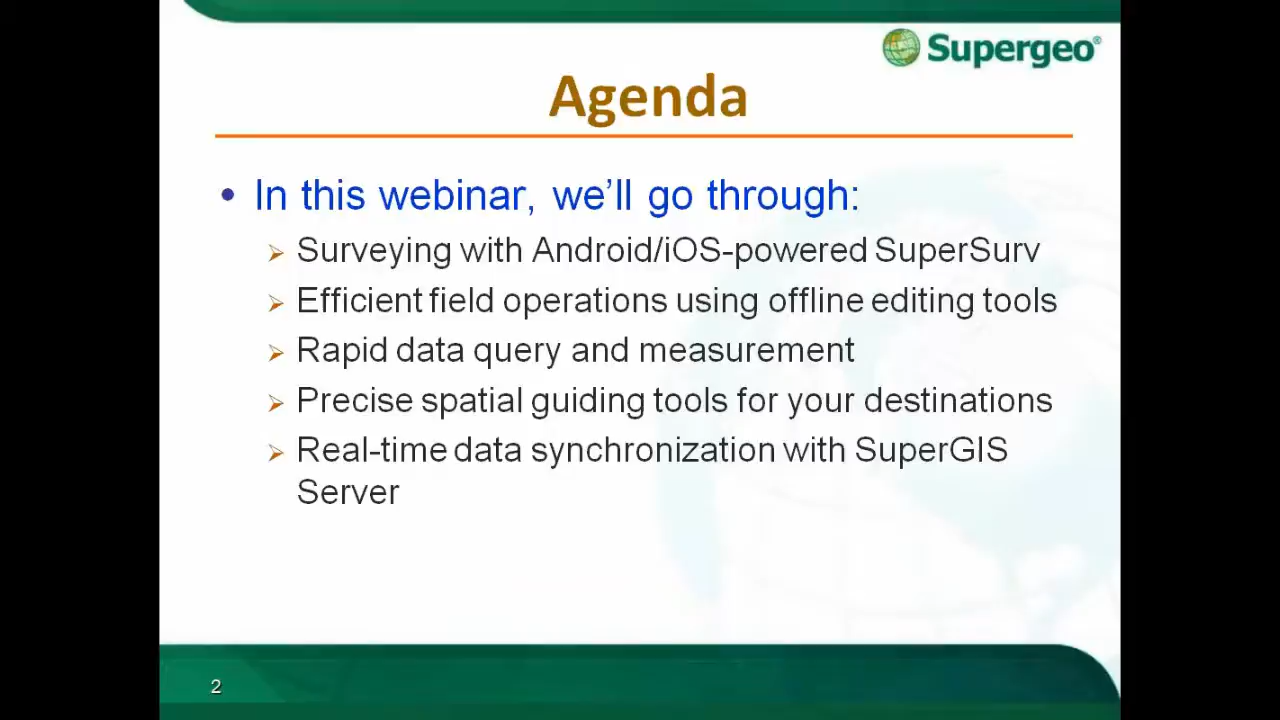 Supergeo®
Agenda
• In this webinar, we’ll go through:
➢ Surveying with Android/iOS-powered SuperSurv
➢ Efficient field operations using offline editing tools
➢ Rapid data query and measurement
➢ Precise spatial guiding tools for your destinations
➢ Real-time data synchronization with SuperGIS
Server
2